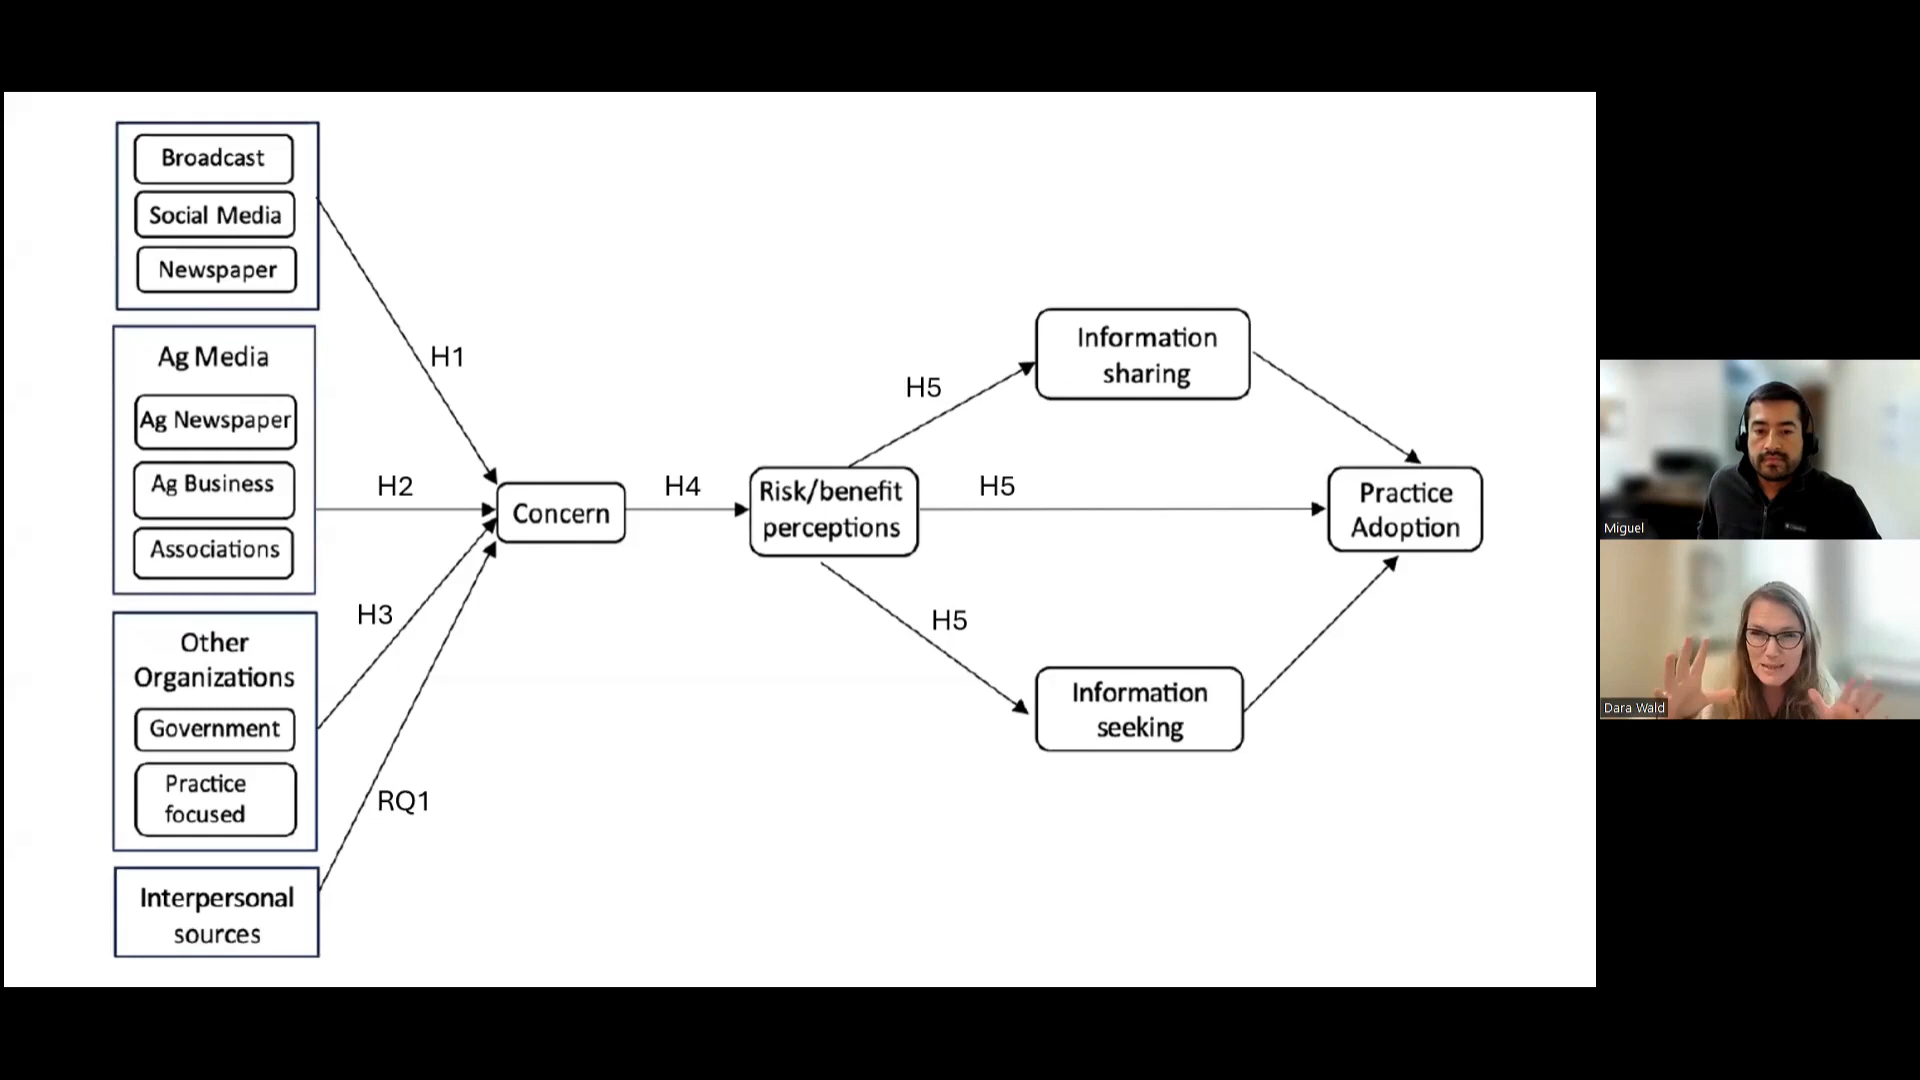 Broadcast
Social Media
Newspaper
Ag Media
Ag Newspaper
Ag Business
Associations
Other
Organizations
Government
Practice
focused
Interpersonal
sources
H1
H2
H3
RQ1
Concern
H4
Risk/benefit
perceptions
H5
H5
H5
Information
sharing
Information
seeking
Practice
Adoption
Miguel
Dara Wald